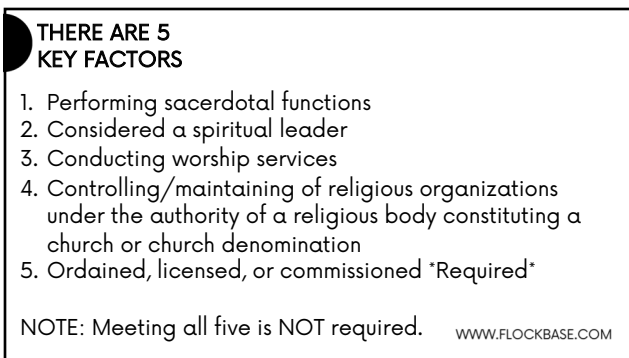 THERE ARE 5
KEY FACTORS
1. Performing sacerdotal functions
2. Considered a spiritual leader
3. Conducting worship services
4. Controlling/maintaining of religious organizations
under the authority of a religious body constituting a
church or church denomination
5. Ordained, licensed, or commissioned *Required*
NOTE: Meeting all five is NOT required.
WWW.FLOCKBASE.COM